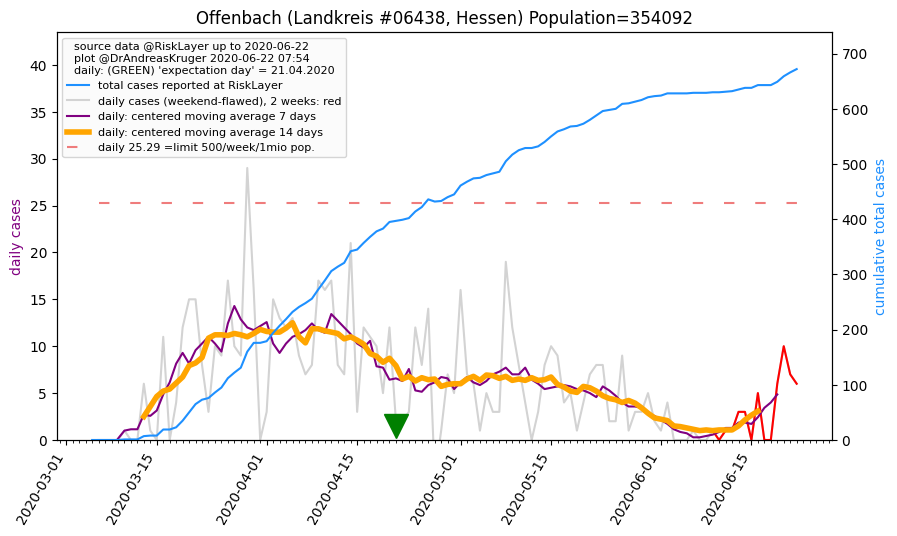 Offenbach (Landkreis #06438, Hessen) Population=354092
source data @RiskLayer up to 2020-06-22
plot @DrAndreasKruger 2020-06-22 07:54
daily: (GREEN) 'expectation day' = 21.04.2020
total cases reported at RiskLayer
daily cases (weekend-flawed), 2 weeks: red
daily: centered moving average 7 days
daily: centered moving average 14 days
daily 25.29 =limit 500/week/1mio pop.
daily cases
40
35
30
25
20
15
10
5
0
700
600
500
400
300
200
100
0
cumulative total cases
2020-03-01
2020-03-15
2020-04-01
2020-04-15
2020-05-01
2020-05-15
2020-06-01
2020-06-15